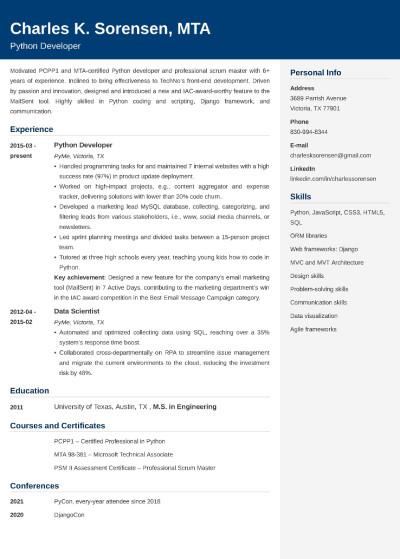 Charles K. Sorensen, MTA
Python Developer
Motivated PCPP1 and MTA-certified Python developer and professional scrum master with 6+
years of experience. Inclined to bring effectiveness to TechNo's front-end development. Driven
by passion and innovation, designed and introduced a new and IAC-award-worthy feature to the
MailSent tool. Highly skilled in Python coding and scripting, Django framework, and
communication.
Experience
2015-03 -
present
Python Developer
PyMe, Victoria, TX
• Handled programming tasks for and maintained 7 internal websites with a high
success rate (97%) in product update deployment.
• Worked on high-impact projects, e.g., content aggregator and expense
tracker, delivering solutions with lower than 20% code churn.
• Developed a marketing lead MySQL database, collecting, categorizing, and
filtering leads from various stakeholders, i.e., www, social media channels, or
newsletters.
• Led sprint planning meetings and divided tasks between a 15-person project
team.
• Tutored at three high schools every year, teaching young kids how to code in
Python.
Key achievement: Designed a new feature for the company's email marketing
tool (MailSent) in 7 Active Days, contributing to the marketing department's win
in the IAC award competition in the Best Email Message Campaign category.
2012-04 -
2015-02
Data Scientist
PyMe, Victoria, TX
• Automated and optimized collecting data using SQL, reaching over a 35%
system's response time boost.
• Collaborated cross-departmentally on RPA to streamline issue management
and migrate the current environments to the cloud, reducing the investment
risk by 48%.
Education
2011
University of Texas, Austin, TX , M.S. in Engineering
Courses and Certificates
PCPP1 – Certified Professional in Python
MTA 98-381 – Microsoft Technical Associate
PSM II Assessment Certificate – Professional Scrum Master
Conferences
2021
PyCon, every-year attendee since 2018
2020
DjangoCon
Personal Info
Address
3689 Parrish Avenue
Victoria, TX 77901
Phone
830-994-8344
E-mail
charlesksorensen@gmail.com
LinkedIn
linkedin.com/in/charlessorensen
Skills
Python, JavaScript, CSS3, HTML5,
SQL
ORM libraries
Web frameworks: Django
MVC and MVT Architecture
Design skills
Problem-solving skills
Communication skills
Data visualization
Agile frameworks